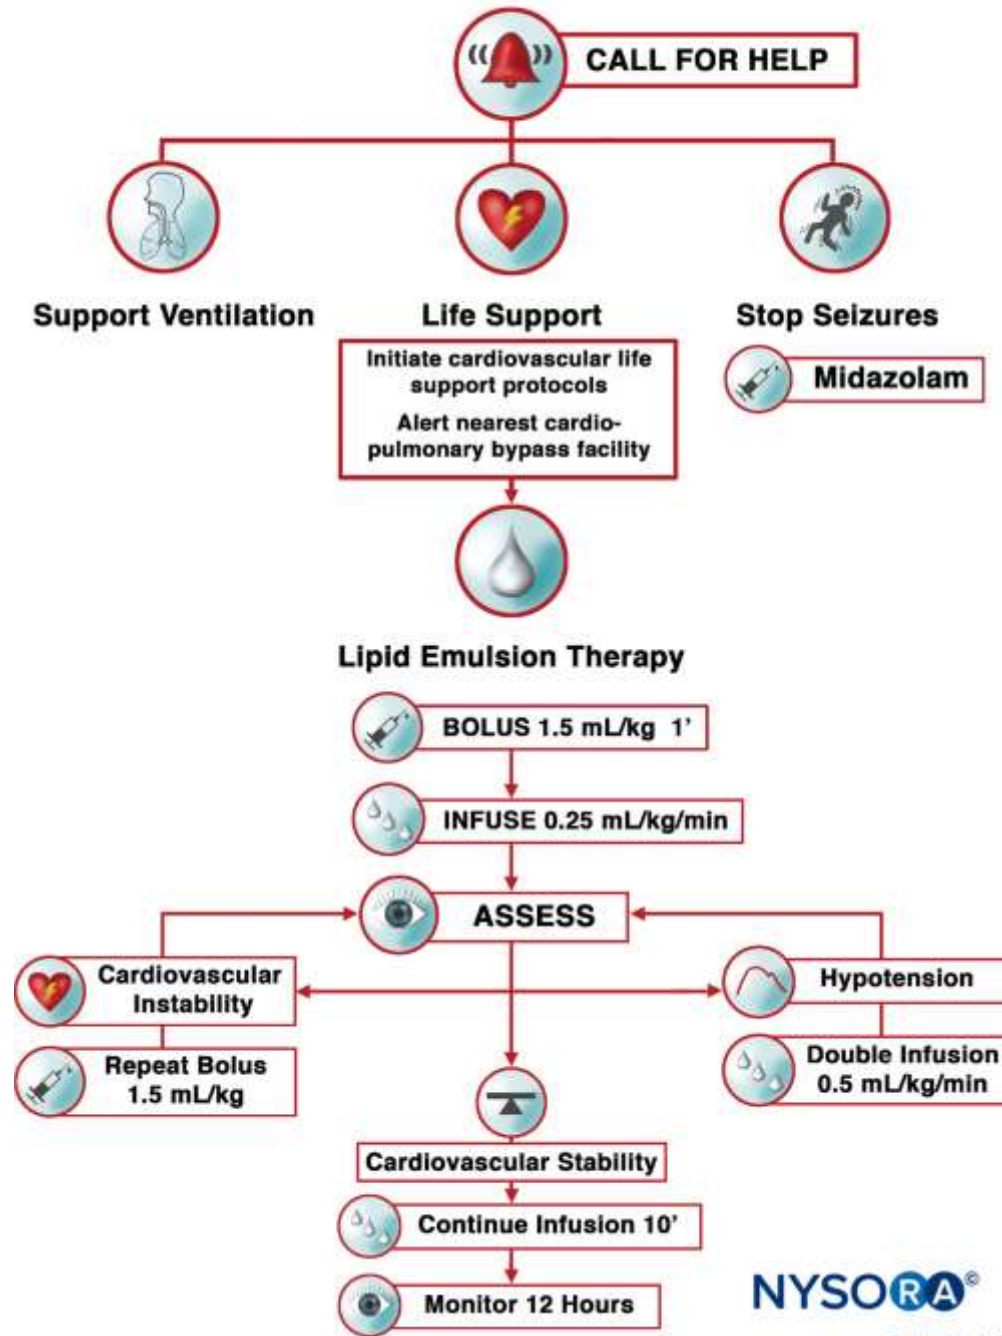 CALL FOR HELP
Support Ventilation
Life Support
Stop Seizures
Initiate cardiovascular life
support protocols
Alert nearest cardio-
pulmonary bypass facility
Midazolam
Lipid Emulsion Therapy
BOLUS 1.5 mL/kg 1'
INFUSE 0.25 mL/kg/min
ASSESS
Cardiovascular
Instability
Repeat Bolus
1.5 mL/kg
Hypotension
Double Infusion
0.5 mL/kg/min
Cardiovascular Stability
Continue Infusion 10'
Monitor 12 Hours
NYSORA©